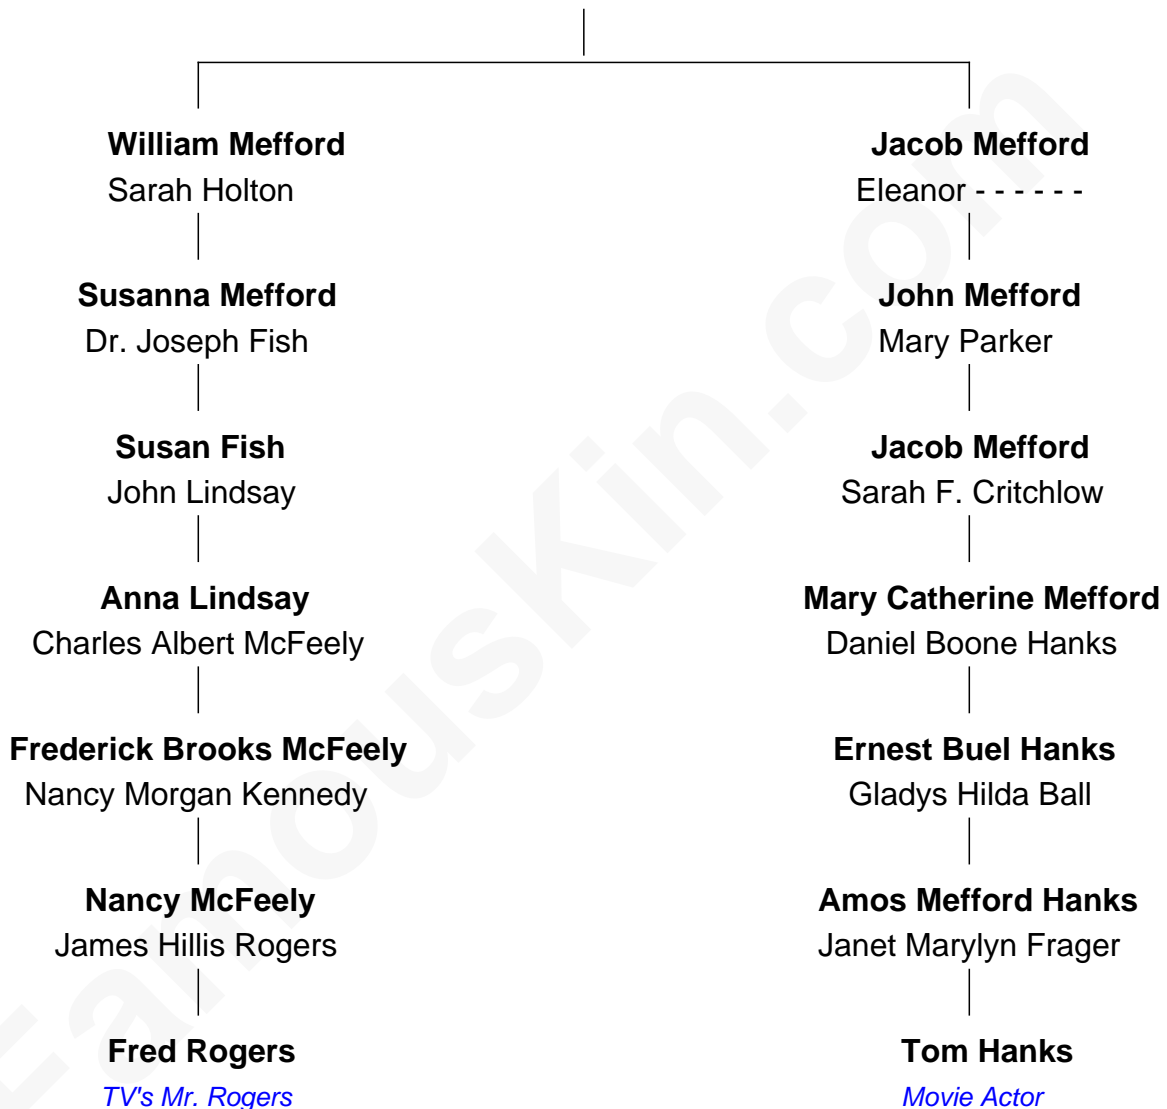 William Mefford
Sarah Holton
Susanna Mefford
Dr. Joseph Fish
Susan Fish
John Lindsay
Anna Lindsay
Charles Albert McFeely
Frederick Brooks McFeely
Nancy Morgan Kennedy
Nancy McFeely
James Hillis Rogers
Fred Rogers
TV's Mr. Rogers
Jacob Mefford
Eleanor - - - - - -
John Mefford
Mary Parker
Jacob Mefford
Sarah F. Critchlow
Mary Catherine Mefford
Daniel Boone Hanks
Ernest Buel Hanks
Gladys Hilda Ball
Amos Mefford Hanks
Janet Marylyn Frager
Tom Hanks
Movie Actor
FamousKin.com